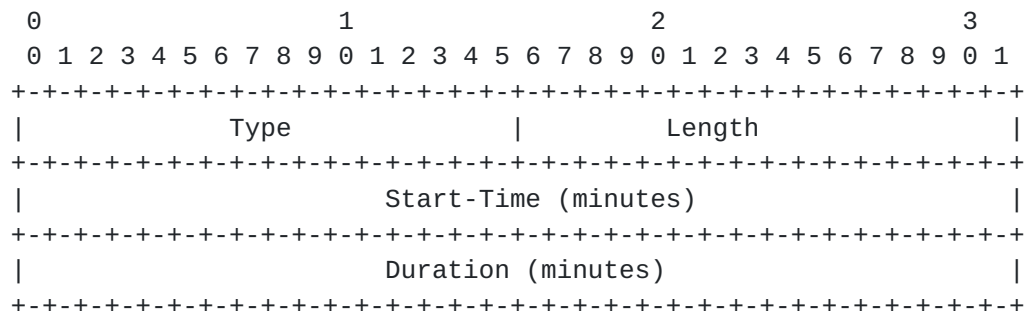 0                   1                   2                   3
 0 1 2 3 4 5 6 7 8 9 0 1 2 3 4 5 6 7 8 9 0 1 2 3 4 5 6 7 8 9 0 1
+-+-+-+-+-+-+-+-+-+-+-+-+-+-+-+-+-+-+-+-+-+-+-+-+-+-+-+-+-+-+-+-+
|             Type              |         Length                |
+-+-+-+-+-+-+-+-+-+-+-+-+-+-+-+-+-+-+-+-+-+-+-+-+-+-+-+-+-+-+-+-+
|                       Start-Time (minutes)                    |
+-+-+-+-+-+-+-+-+-+-+-+-+-+-+-+-+-+-+-+-+-+-+-+-+-+-+-+-+-+-+-+-+
|                       Duration (minutes)                      |
+-+-+-+-+-+-+-+-+-+-+-+-+-+-+-+-+-+-+-+-+-+-+-+-+-+-+-+-+-+-+-+-+